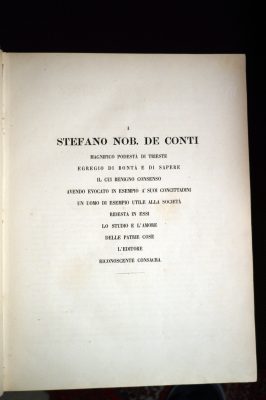 A
STEFANO NOB. DE CONTI
MAGNIFICO PODESTÀ DI TRIESTE
EGREGIO DI BONTÀ E DI SAPERE
IL CUI BENIGNO CONSENSO
AVENDO EVOCATO IN ESEMPIO A' SUOI CONCITTADINI
UN UOMO DI ESEMPIO UTILE ALLA SOCIETÀ
RIDESTA IN ESSI
LO STUDIO E L'AMORE
DELLE PATRIE COSE
L'EDITORE
RICONOSCENTE CONSACRA